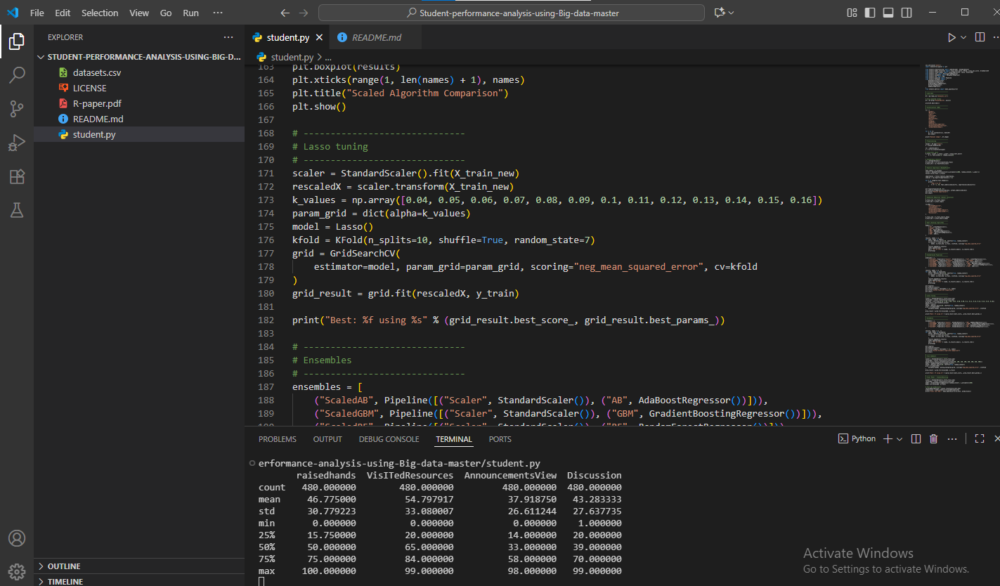 File Edit Selection View Go Run ···
Student-performance-analysis-using-Big-data-master
EXPLORER
STUDENT-PERFORMANCE-ANALYSIS-USING-BIG-D...
datasets.csv
LICENSE
R-paper.pdf
README.md
student.py
OUTLINE
TIMELINE
student.py
README.md
student.py > ...
163 plt.boxplot(results)
164 plt.xticks(range(1, len(names) + 1), names)
165 plt.title("Scaled Algorithm Comparison")
166 plt.show()
167
168 # ------------------------------
169 # Lasso tuning
170 # ------------------------------
171 scaler = StandardScaler().fit(X_train_new)
172 rescaledX = scaler.transform(X_train_new)
173 k_values = np.array([0.04, 0.05, 0.06, 0.07, 0.08, 0.09, 0.1, 0.11, 0.12, 0.13, 0.14, 0.15, 0.16])
174 param_grid = dict(alpha=k_values)
175 model = Lasso()
176 kfold = KFold(n_splits=10, shuffle=True, random_state=7)
177 grid = GridSearchCV(
178     estimator=model, param_grid=param_grid, scoring="neg_mean_squared_error", cv=kfold
179 )
180 grid_result = grid.fit(rescaledX, y_train)
181
182 print("Best: %f using %s" % (grid_result.best_score_, grid_result.best_params_))
183
184 # ------------------------------
185 # Ensembles
186 # ------------------------------
187 ensembles = [
188     ("ScaledAB", Pipeline([("Scaler", StandardScaler()), ("AB", AdaBoostRegressor())])),
189     ("ScaledGBM", Pipeline([("Scaler", StandardScaler()), ("GBM", GradientBoostingRegressor())])),
190     ("ScaledRF", Pipeline([("Scaler", StandardScaler()), ("RF", RandomForestRegressor())])),
PROBLEMS OUTPUT DEBUG CONSOLE TERMINAL PORTS
Python
erformance-analysis-using-Big-data-master/student.py
raisedhands VisITedResources AnnouncementsView Discussion
count 480.000000 480.000000 480.000000 480.000000
mean 46.775000 54.797917 37.918750 43.283333
std 30.779223 33.080007 26.611244 27.637735
min 0.000000 0.000000 0.000000 1.000000
25% 15.750000 20.000000 14.000000 20.000000
50% 50.000000 65.000000 33.000000 39.000000
75% 75.000000 84.000000 58.000000 70.000000
max 100.000000 99.000000 98.000000 99.000000
Activate Windows
Go to Settings to activate Windows.